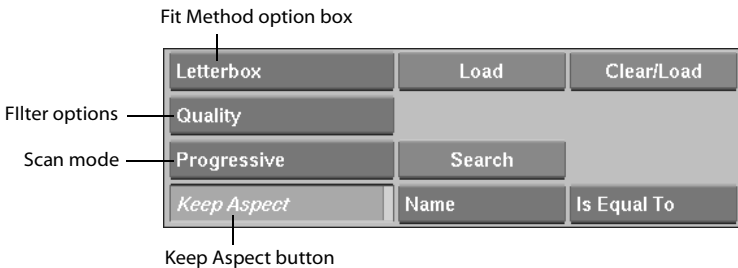 Fit Method option box
Letterbox Load Clear/Load
FIlter options Quality
Scan mode Progressive Search
Keep Aspect Name Is Equal To
Keep Aspect button